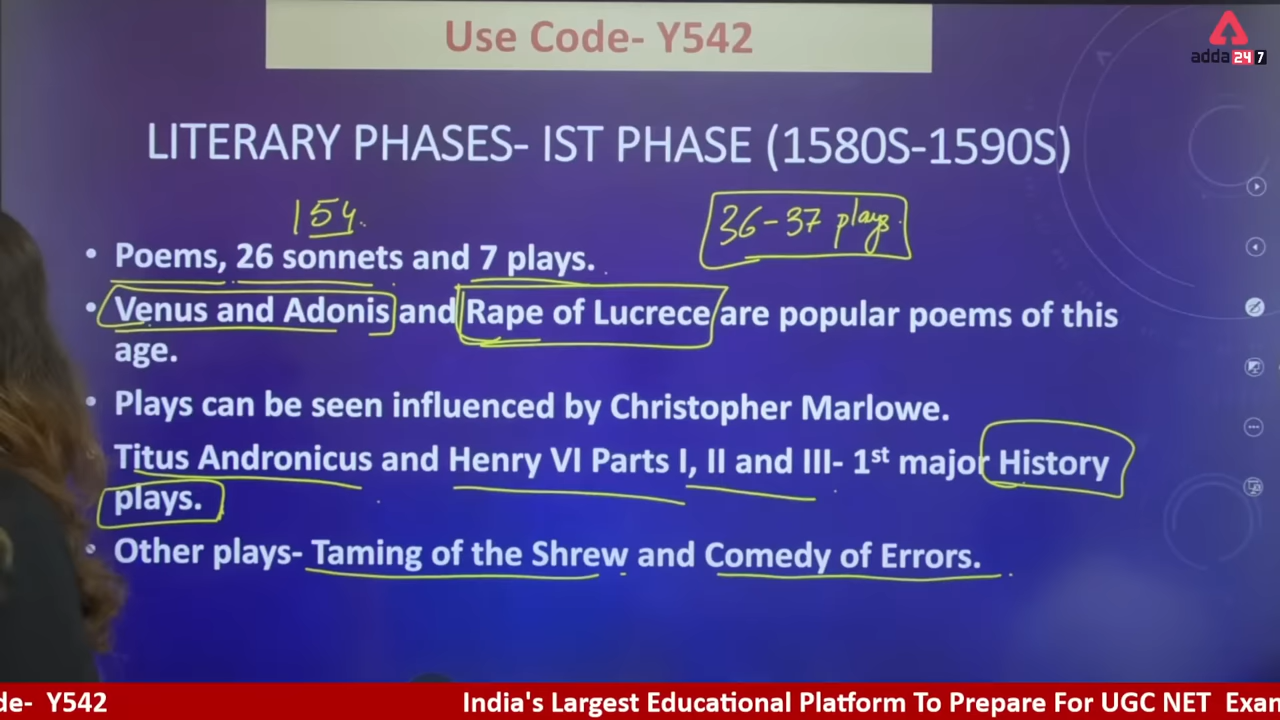 Use Code- Y542
adda 24 7
LITERARY PHASES- IST PHASE (1580S-1590S)
154.
36-37 plays.
• Poems, 26 sonnets and 7 plays.
• Venus and Adonis and Rape of Lucrece are popular poems of this
age.
• Plays can be seen influenced by Christopher Marlowe.
Titus Andronicus and Henry VI Parts I, II and III- 1st major History
plays.
• Other plays- Taming of the Shrew and Comedy of Errors.
de- Y542 India's Largest Educational Platform To Prepare For UGC NET Exan